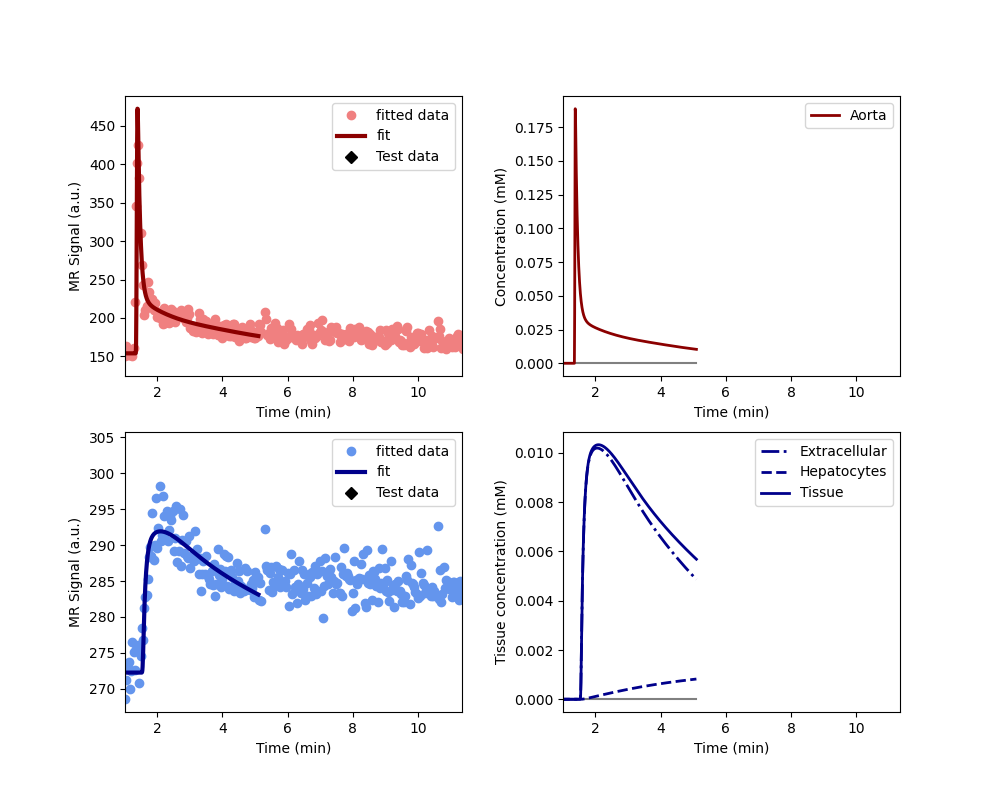 MR Signal (a.u.)
450
400
350
300
250
200
150
2 4 6 8 10
Time (min)
fitted data
fit
Test data
Concentration (mM)
0.175
0.150
0.125
0.100
0.075
0.050
0.025
0.000
2 4 6 8 10
Time (min)
Aorta
MR Signal (a.u.)
305
300
295
290
285
280
275
270
2 4 6 8 10
Time (min)
fitted data
fit
Test data
Tissue concentration (mM)
0.010
0.008
0.006
0.004
0.002
0.000
2 4 6 8 10
Time (min)
Extracellular
Hepatocytes
Tissue